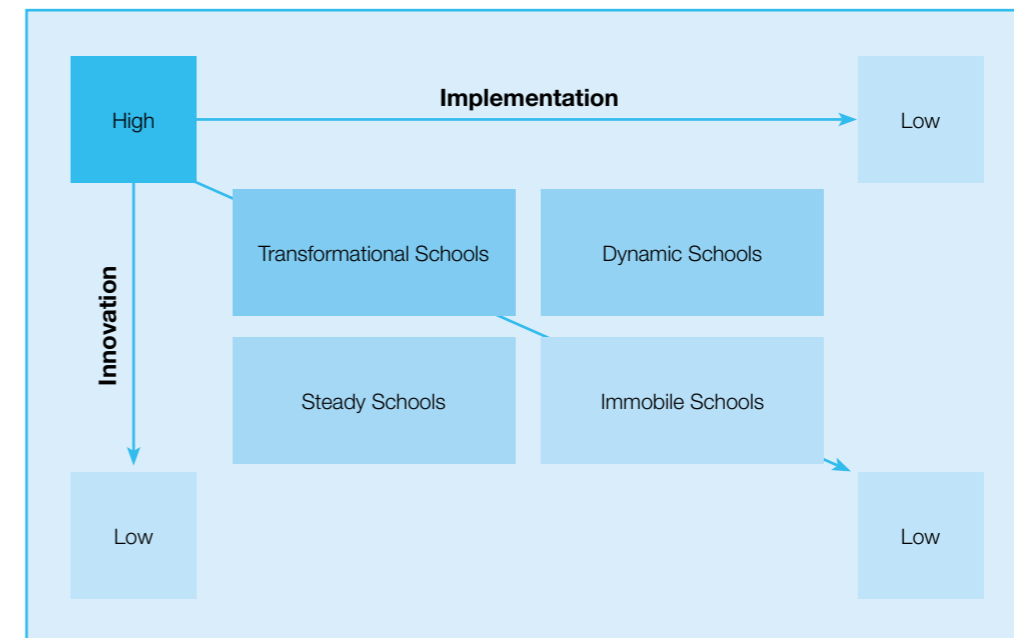 Implementation
High
Low
Transformational Schools
Dynamic Schools
Innovation
Steady Schools
Immobile Schools
Low
Low